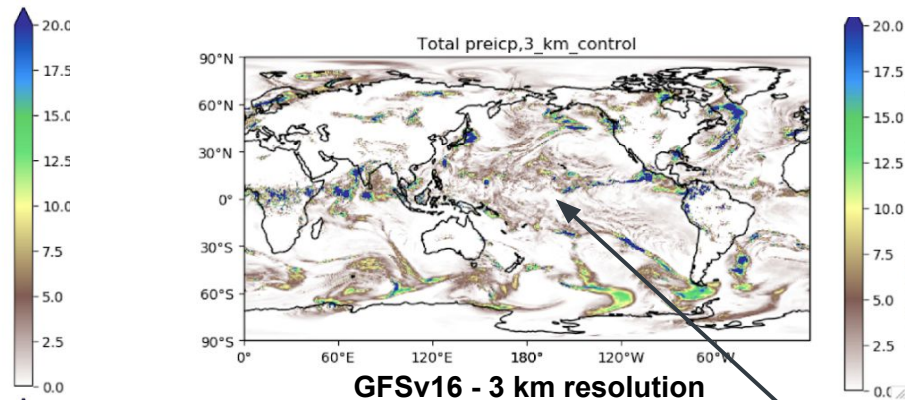 Total preicp,3_km_control
20.0
17.5
15.0
12.5
10.0
7.5
5.0
2.5
0.0
90°N
60°N
30°N
0°
30°S
60°S
90°S
0°
60°E
120°E
180°
120°W
60°W
GFSv16 - 3 km resolution
20.0
17.5
15.0
12.5
10.0
7.5
5.0
2.5